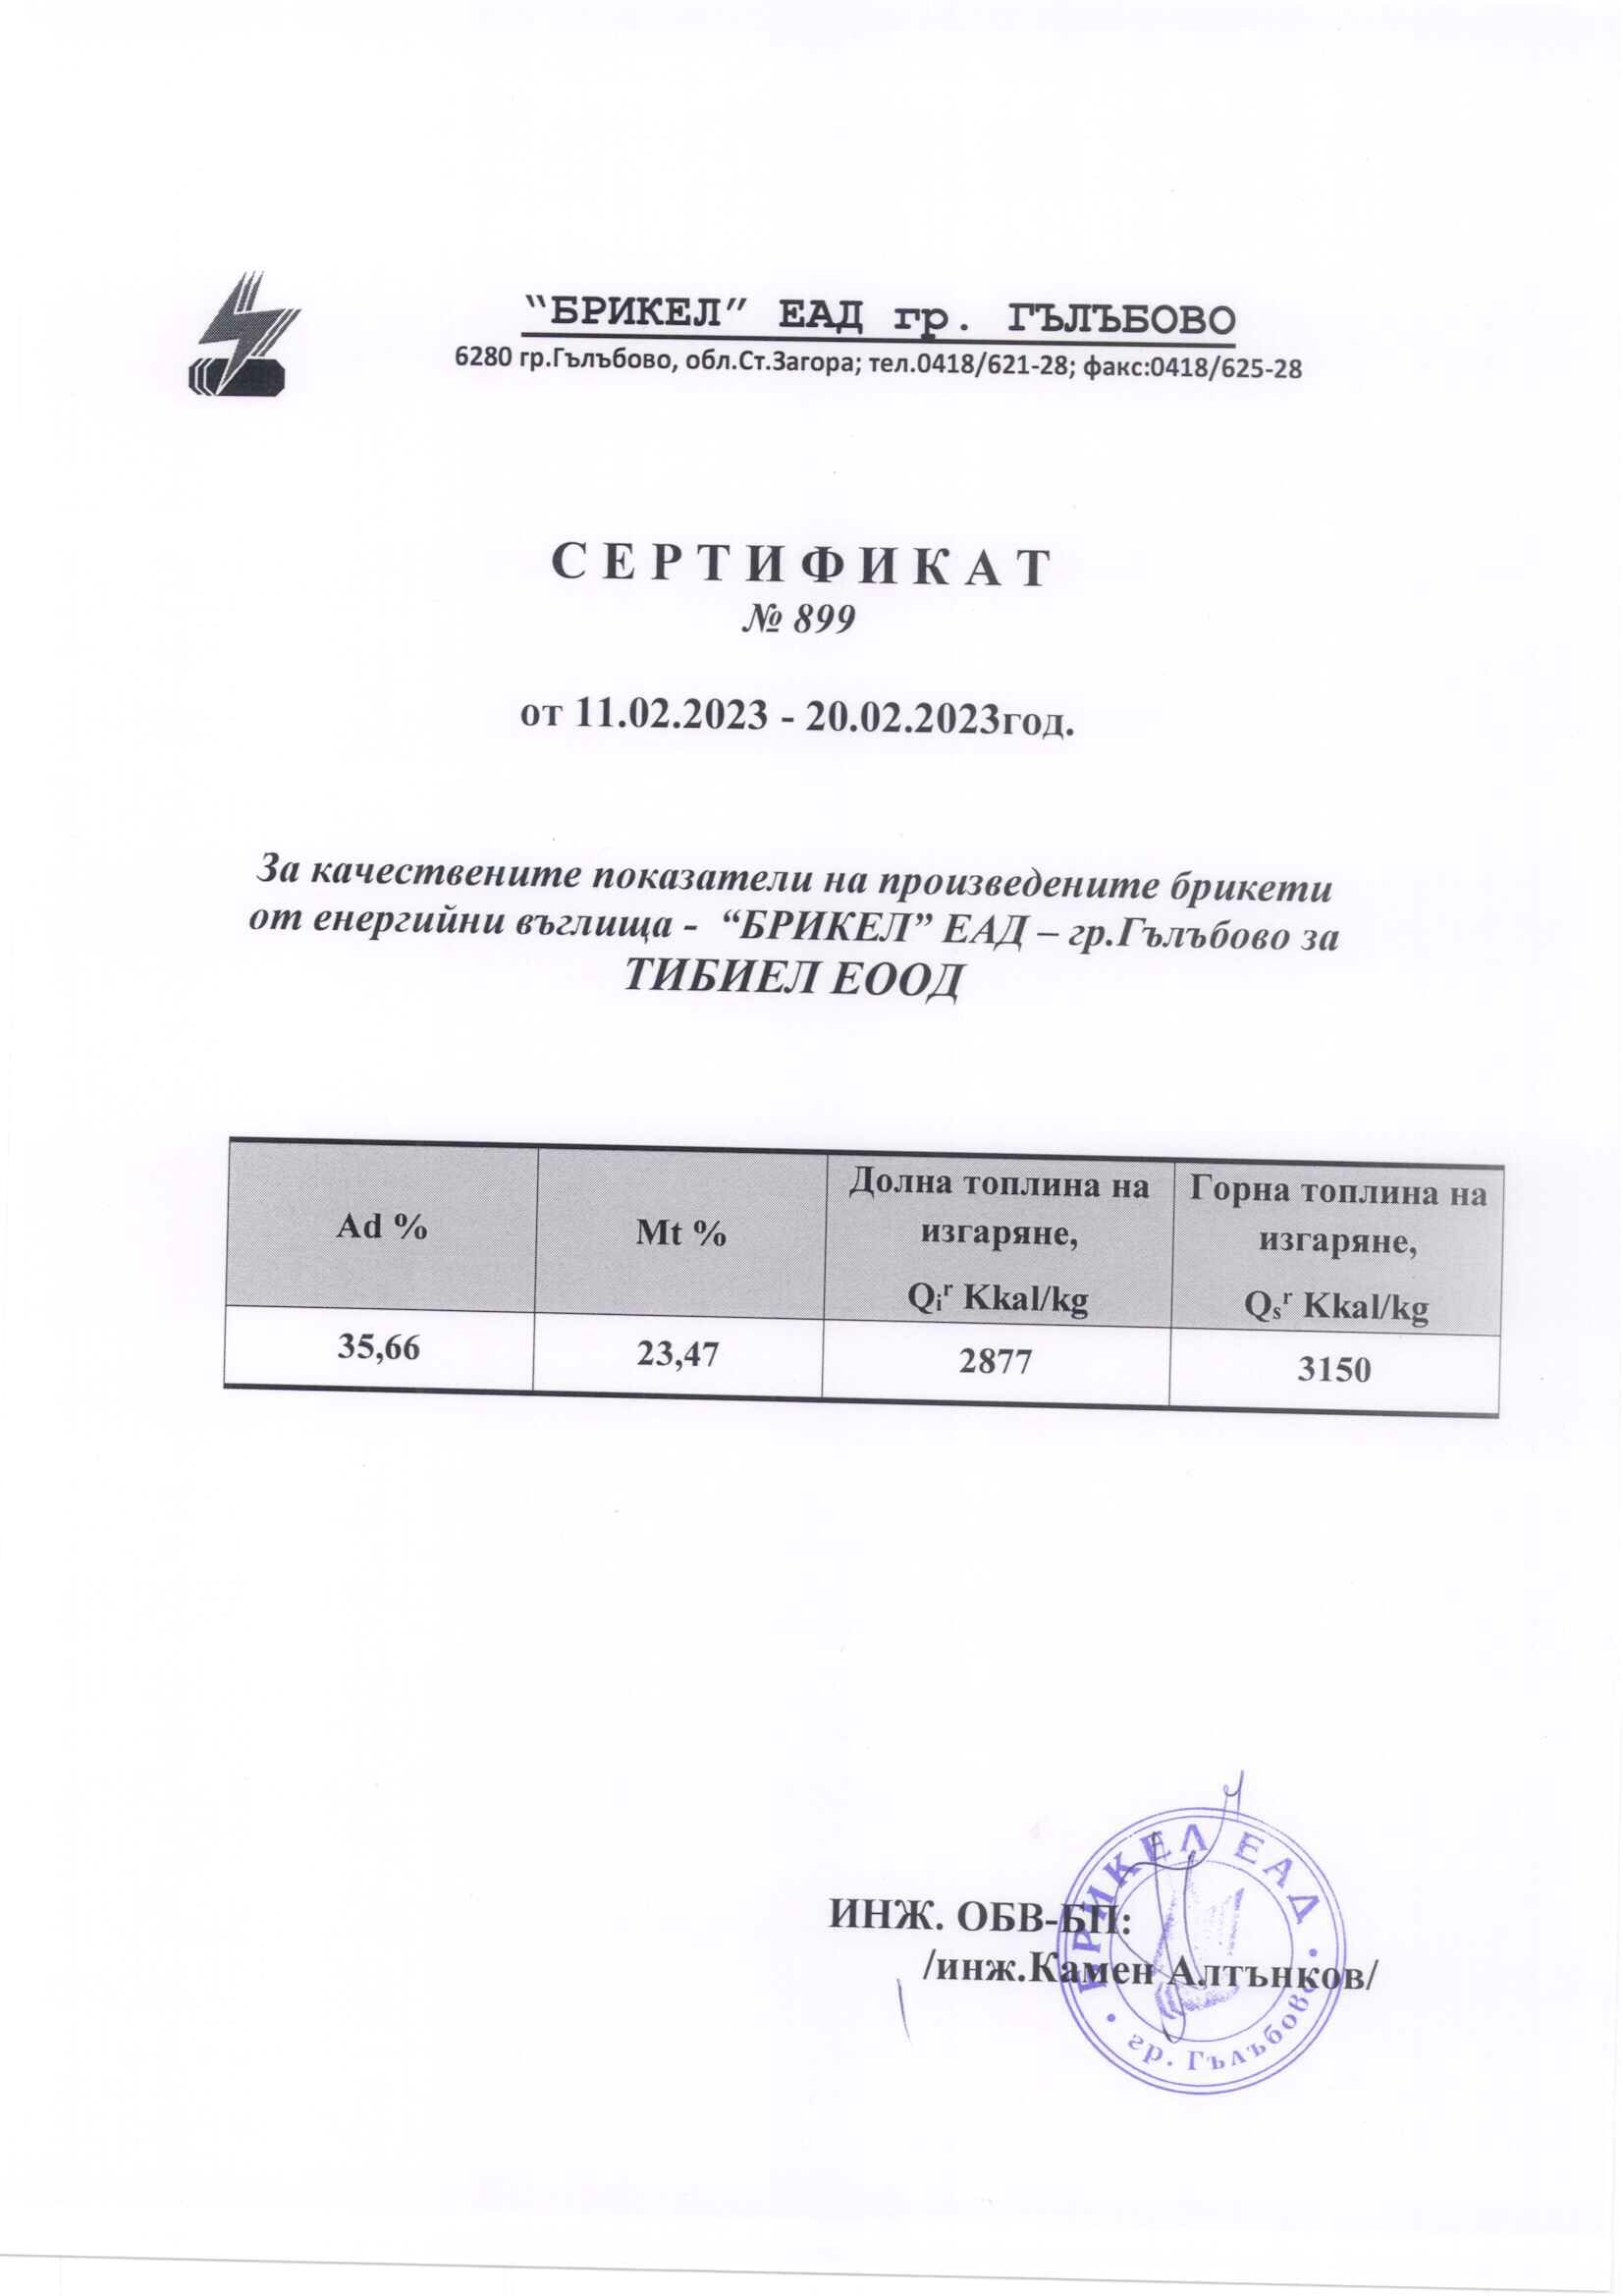 “БРИКЕЛ” ЕАД гр. ГЪЛЪБОВО
6280 гр.Гълъбово, обл.Ст.Загора; тел.0418/621-28; факс:0418/625-28
С Е Р Т И Ф И К А Т
№ 899
от 11.02.2023 - 20.02.2023год.
За качествените показатели на произведените брикети
от енергийни въглища - “БРИКЕЛ” ЕАД – гр.Гълъбово за
ТИБИЕЛ ЕООД
Ad %
Mt %
Долна топлина на
изгаряне,
Qiʳ Kkal/kg
Горна топлина на
изгаряне,
Qsʳ Kkal/kg
35,66
23,47
2877
3150
ИНЖ. ОБВ-БП:
/инж.Камен Алтънков/
БРИКЕЛ ЕАД
• гр. Гълъбово •